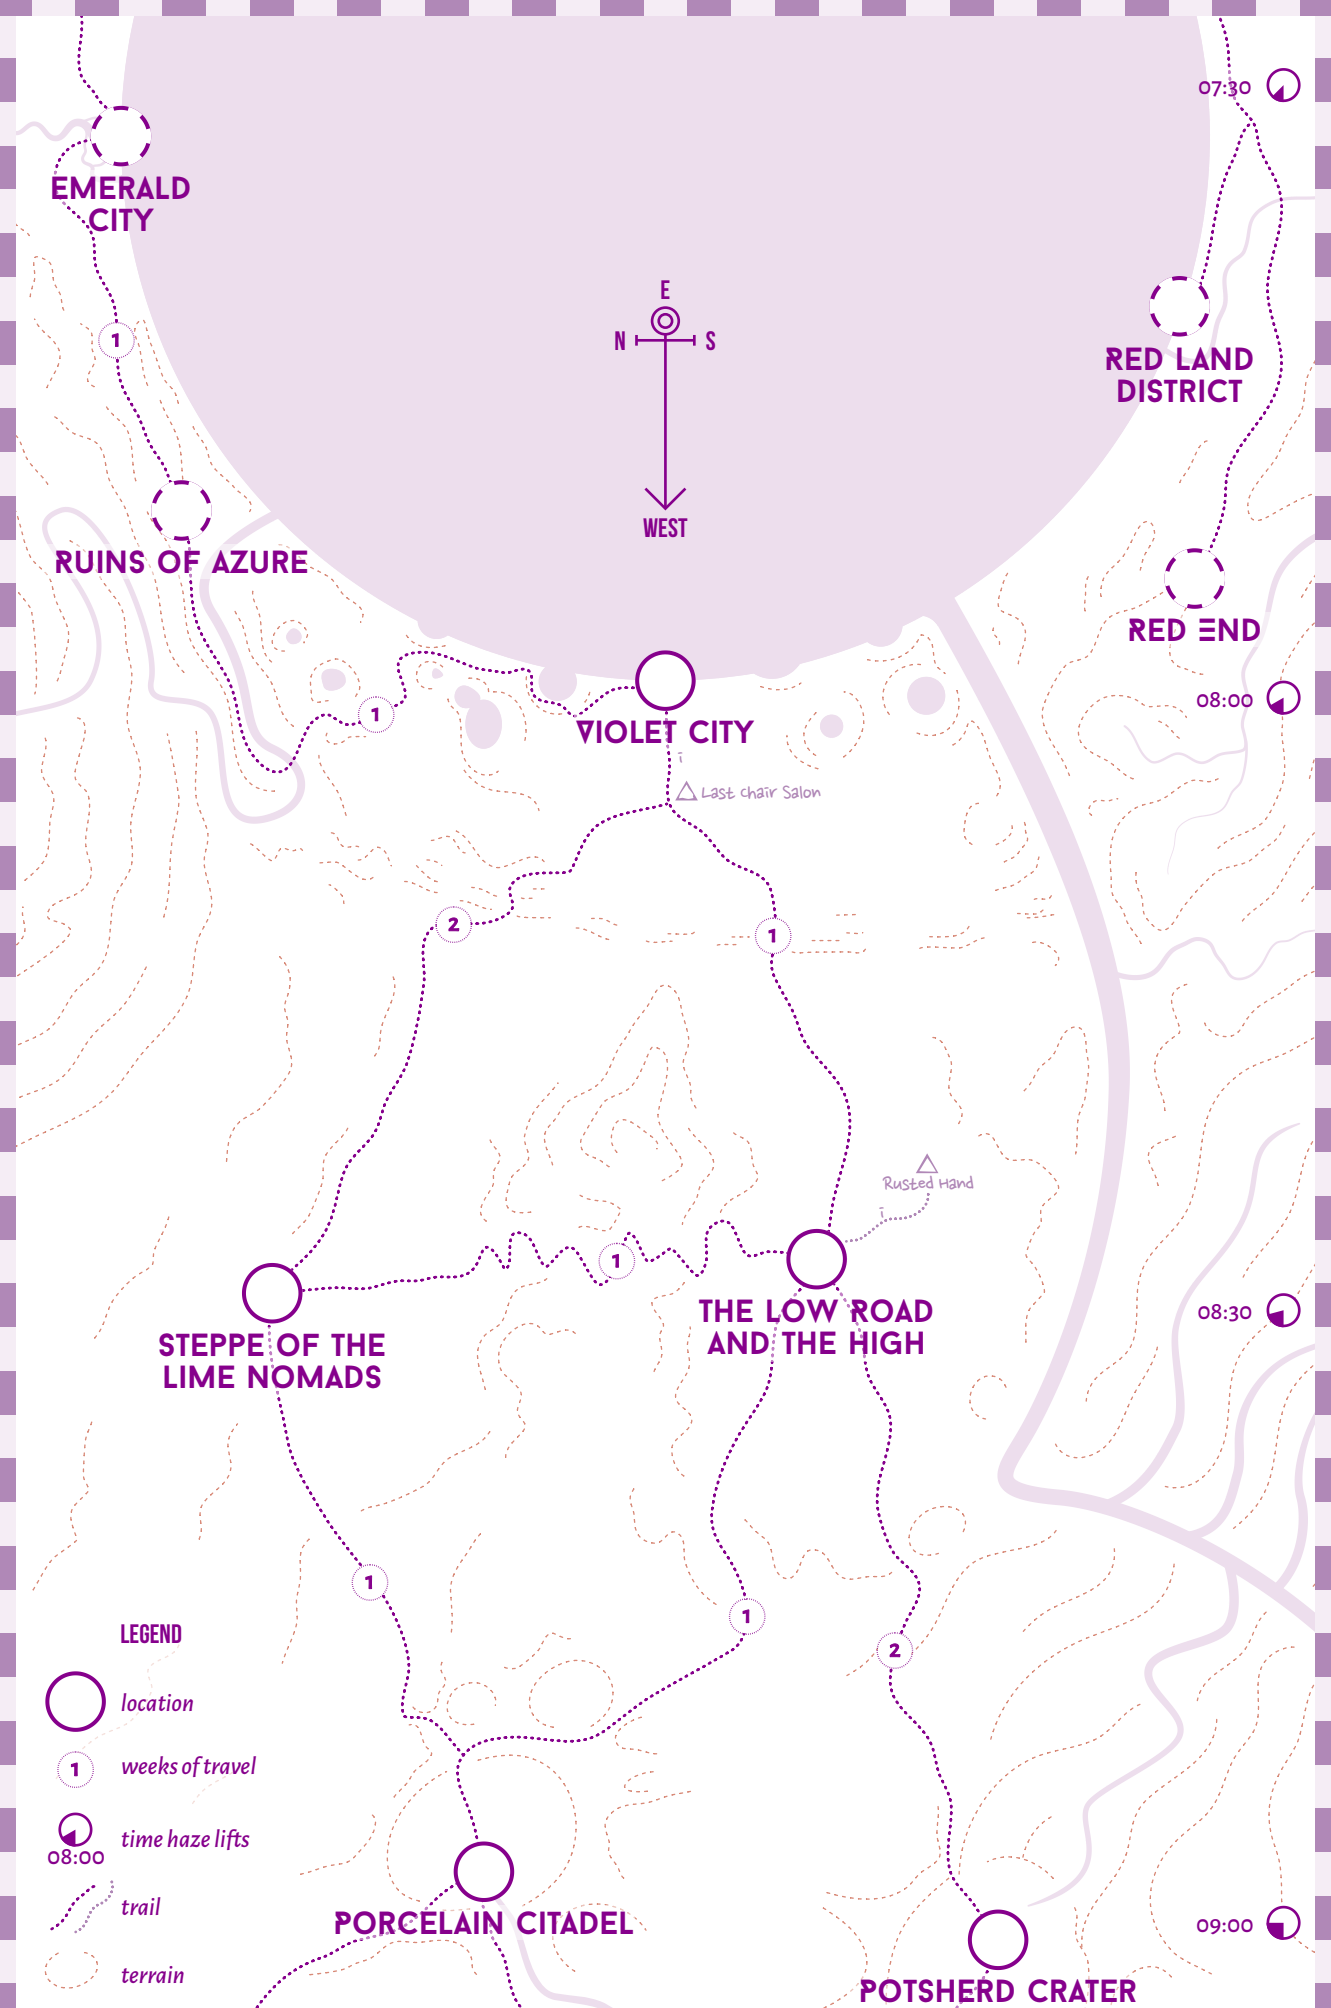 07:30
EMERALD
CITY
E
N
S
WEST
RED LAND
DISTRICT
1
RUINS OF AZURE
RED END
08:00
1
VIOLET CITY
i
Last Chair Salon
2
1
Rusted Hand
i
1
THE LOW ROAD
AND THE HIGH
08:30
STEPPE OF THE
LIME NOMADS
1
1
2
LEGEND
location
1
weeks of travel
time haze lifts
08:00
trail
terrain
PORCELAIN CITADEL
09:00
POTSHERD CRATER